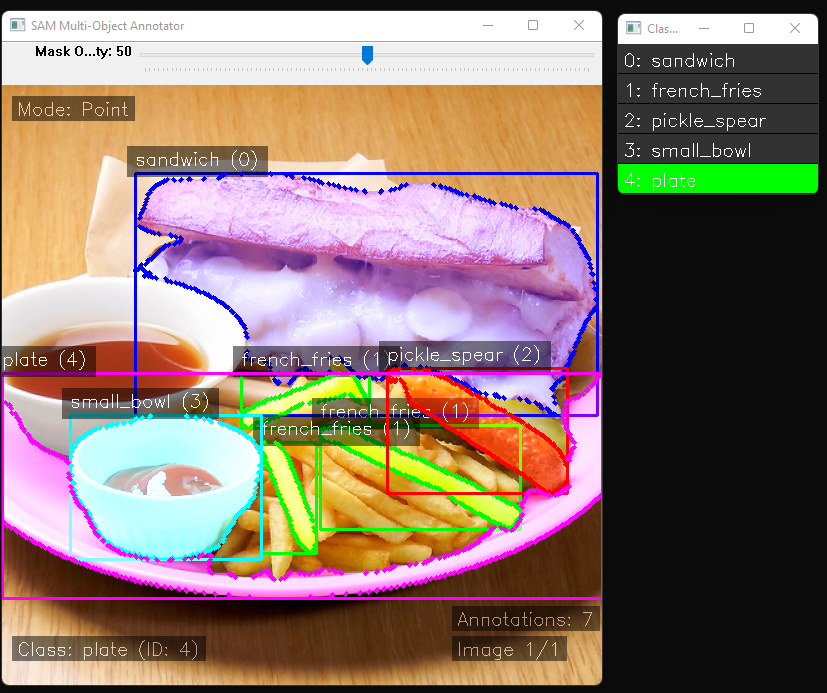 SAM Multi-Object Annotator
Mask O...ty: 50
Mode: Point
sandwich (0)
plate (4)
french_fries (1
pickle_spear (2)
small_bowl (3)
french_fries (1)
french_fries (1)
Annotations: 7
Class: plate (ID: 4)
Image 1/1
Clas...
0: sandwich
1: french_fries
2: pickle_spear
3: small_bowl
4: plate